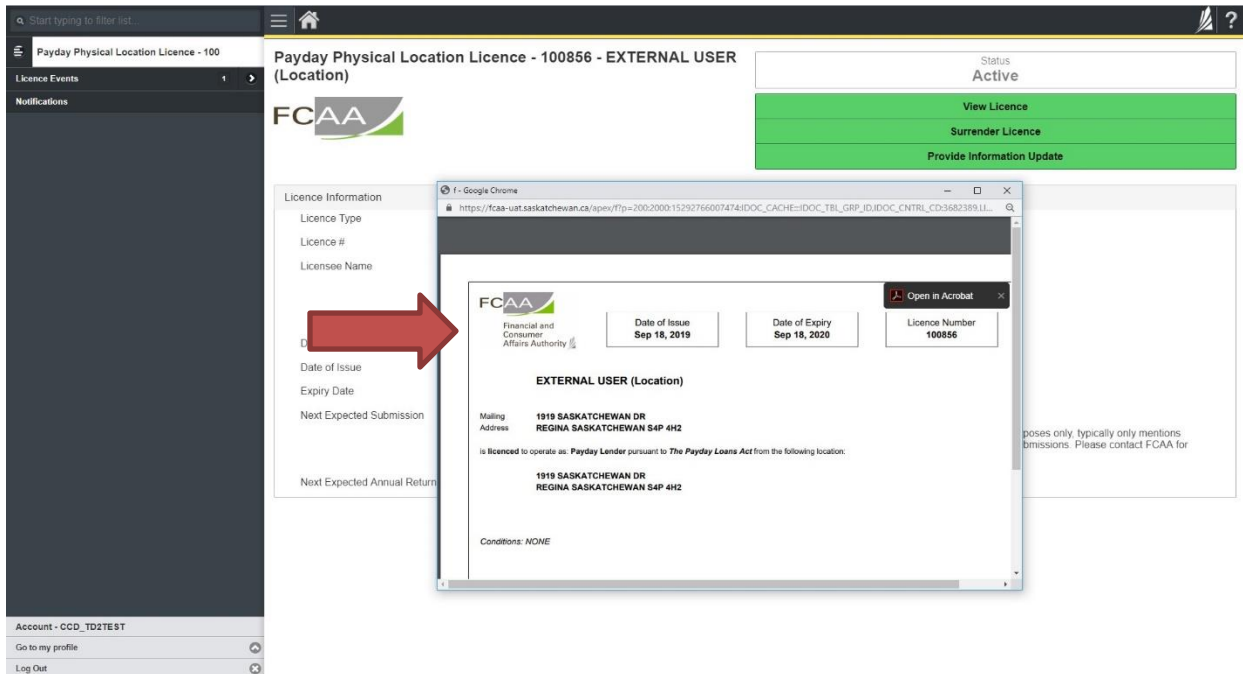 Start typing to filter list...
?
Payday Physical Location Licence - 100
Licence Events 1
Notifications
Payday Physical Location Licence - 100856 - EXTERNAL USER
(Location)
Status
Active
FCAA
View Licence
Surrender Licence
Provide Information Update
Licence Information
Licence Type
Licence #
Licensee Name
D
Date of Issue
Expiry Date
Next Expected Submission
poses only, typically only mentions
bmissions. Please contact FCAA for
Next Expected Annual Return
f - Google Chrome
https://fcaa-uat.saskatchewan.ca/apex/f?p=200:2000:15292766007474:IDOC_CACHE::IDOC_TBL_GRP_ID,IDOC_CNTRL_CD:3682389,LI...
Open in Acrobat
FCAA
Financial and
Consumer
Affairs Authority
Date of Issue
Sep 18, 2019
Date of Expiry
Sep 18, 2020
Licence Number
100856
EXTERNAL USER (Location)
Mailing 1919 SASKATCHEWAN DR
Address REGINA SASKATCHEWAN S4P 4H2
is licenced to operate as: Payday Lender pursuant to The Payday Loans Act from the following location:
1919 SASKATCHEWAN DR
REGINA SASKATCHEWAN S4P 4H2
Conditions: NONE
Account - CCD_TD2TEST
Go to my profile
Log Out